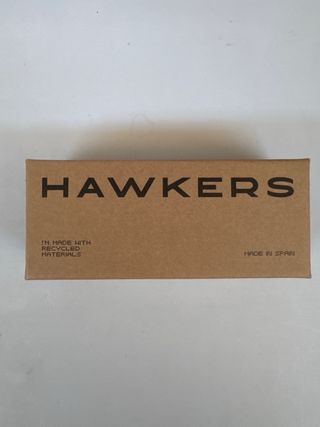 HAWKERS
I'M MADE WITH
RECYCLED
MATERIALS
MADE IN SPAIN